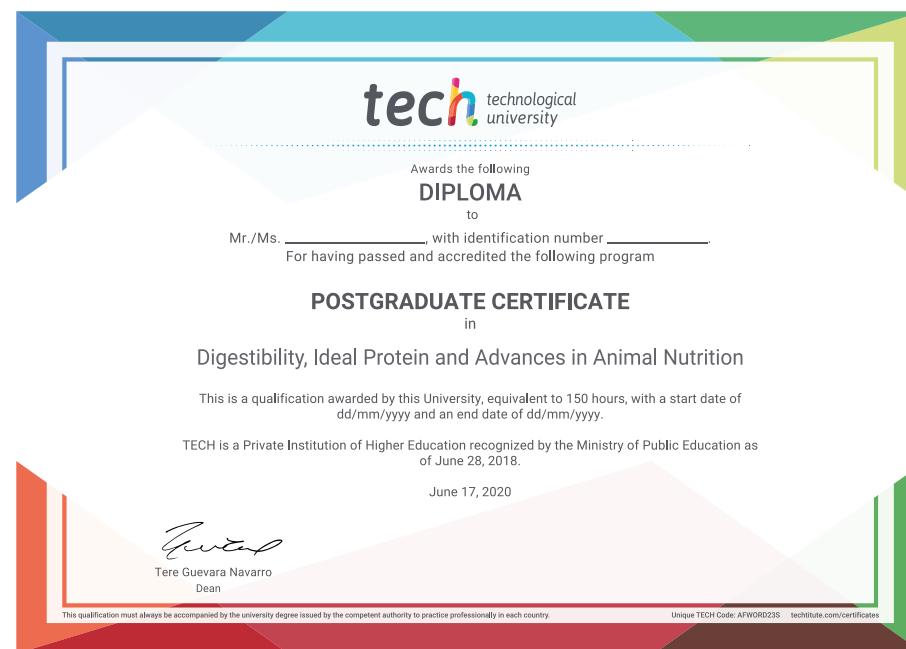 tech technological
university
Awards the following
DIPLOMA
to
Mr./Ms. ____________, with identification number ____________.
For having passed and accredited the following program
POSTGRADUATE CERTIFICATE
in
Digestibility, Ideal Protein and Advances in Animal Nutrition
This is a qualification awarded by this University, equivalent to 150 hours, with a start date of
dd/mm/yyyy and an end date of dd/mm/yyyy.
TECH is a Private Institution of Higher Education recognized by the Ministry of Public Education as
of June 28, 2018.
June 17, 2020
Tere Guevara Navarro
Dean
This qualification must always be accompanied by the university degree issued by the competent authority to practice professionally in each country. Unique TECH Code: AFWORD23S techtitute.com/certificates